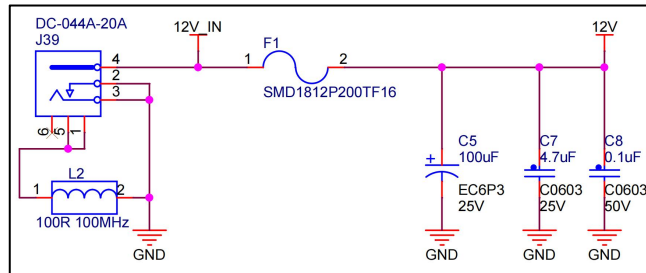 DC-044A-20A
J39
12V_IN
12V
F1
4
1
2
2
3
SMD1812P200TF16
6
5
1
C5
100uF
C7
4.7uF
C8
0.1uF
L2
1
2
100R 100MHz
EC6P3
25V
C0603
25V
C0603
50V
GND
GND
GND
GND